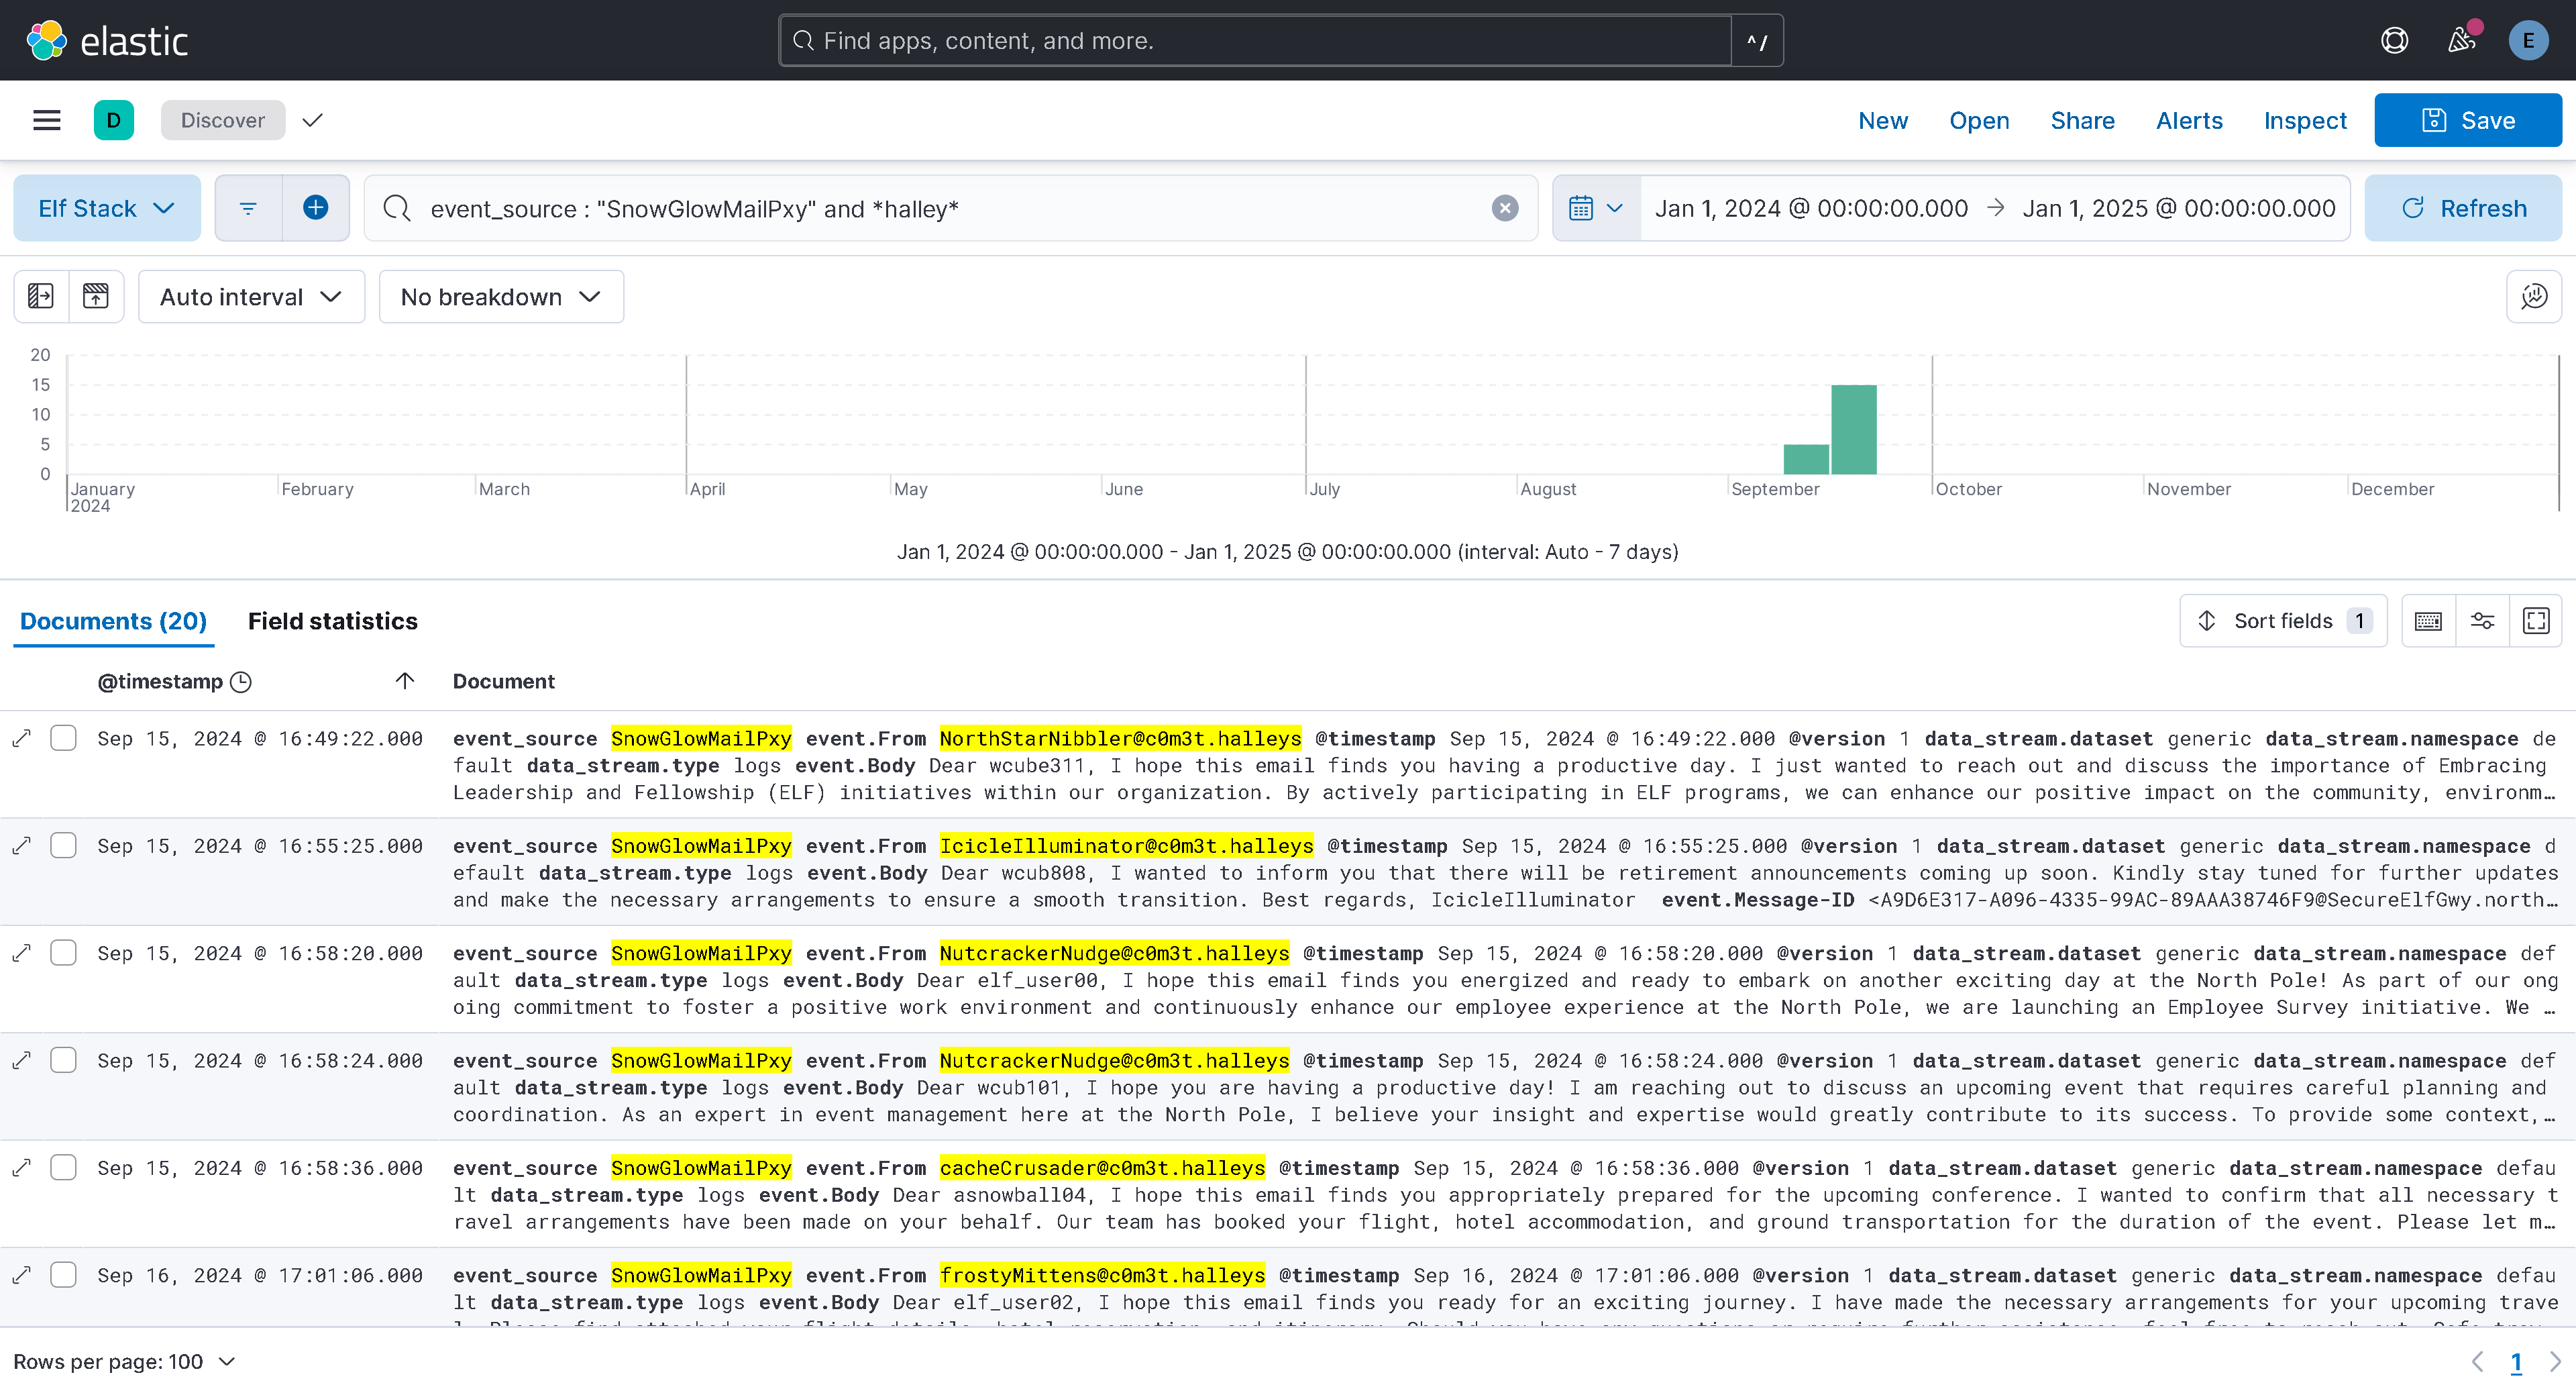 elastic
Find apps, content, and more.
^ /
E
D
Discover
New
Open
Share
Alerts
Inspect
Save
Elf Stack
event_source : "SnowGlowMailPxy" and *halley*
Jan 1, 2024 @ 00:00:00.000 → Jan 1, 2025 @ 00:00:00.000
Refresh
Auto interval
No breakdown
20
15
10
5
0
January February March April May June July August September October November December
2024
Jan 1, 2024 @ 00:00:00.000 - Jan 1, 2025 @ 00:00:00.000 (interval: Auto - 7 days)
Documents (20) Field statistics
Sort fields 1
@timestamp Document
Sep 15, 2024 @ 16:49:22.000 event_source SnowGlowMailPxy event.From NorthStarNibbler@c0m3t.halleys @timestamp Sep 15, 2024 @ 16:49:22.000 @version 1 data_stream.dataset generic data_stream.namespace de
fault data_stream.type logs event.Body Dear wcube311, I hope this email finds you having a productive day. I just wanted to reach out and discuss the importance of Embracing
Leadership and Fellowship (ELF) initiatives within our organization. By actively participating in ELF programs, we can enhance our positive impact on the community, environm…
Sep 15, 2024 @ 16:55:25.000 event_source SnowGlowMailPxy event.From IcicleIlluminator@c0m3t.halleys @timestamp Sep 15, 2024 @ 16:55:25.000 @version 1 data_stream.dataset generic data_stream.namespace d
efault data_stream.type logs event.Body Dear wcub808, I wanted to inform you that there will be retirement announcements coming up soon. Kindly stay tuned for further updates
and make the necessary arrangements to ensure a smooth transition. Best regards, IcicleIlluminator event.Message-ID <A9D6E317-A096-4335-99AC-89AAA38746F9@SecureElfGwy.north…
Sep 15, 2024 @ 16:58:20.000 event_source SnowGlowMailPxy event.From NutcrackerNudge@c0m3t.halleys @timestamp Sep 15, 2024 @ 16:58:20.000 @version 1 data_stream.dataset generic data_stream.namespace def
ault data_stream.type logs event.Body Dear elf_user00, I hope this email finds you energized and ready to embark on another exciting day at the North Pole! As part of our ong
oing commitment to foster a positive work environment and continuously enhance our employee experience at the North Pole, we are launching an Employee Survey initiative. We …
Sep 15, 2024 @ 16:58:24.000 event_source SnowGlowMailPxy event.From NutcrackerNudge@c0m3t.halleys @timestamp Sep 15, 2024 @ 16:58:24.000 @version 1 data_stream.dataset generic data_stream.namespace def
ault data_stream.type logs event.Body Dear wcub101, I hope you are having a productive day! I am reaching out to discuss an upcoming event that requires careful planning and
coordination. As an expert in event management here at the North Pole, I believe your insight and expertise would greatly contribute to its success. To provide some context,…
Sep 15, 2024 @ 16:58:36.000 event_source SnowGlowMailPxy event.From cacheCrusader@c0m3t.halleys @timestamp Sep 15, 2024 @ 16:58:36.000 @version 1 data_stream.dataset generic data_stream.namespace defau
lt data_stream.type logs event.Body Dear asnowball04, I hope this email finds you appropriately prepared for the upcoming conference. I wanted to confirm that all necessary t
ravel arrangements have been made on your behalf. Our team has booked your flight, hotel accommodation, and ground transportation for the duration of the event. Please let m…
Sep 16, 2024 @ 17:01:06.000 event_source SnowGlowMailPxy event.From frostyMittens@c0m3t.halleys @timestamp Sep 16, 2024 @ 17:01:06.000 @version 1 data_stream.dataset generic data_stream.namespace defau
lt data_stream.type logs event.Body Dear elf_user02, I hope this email finds you ready for an exciting journey. I have made the necessary arrangements for your upcoming trave
Rows per page: 100
1